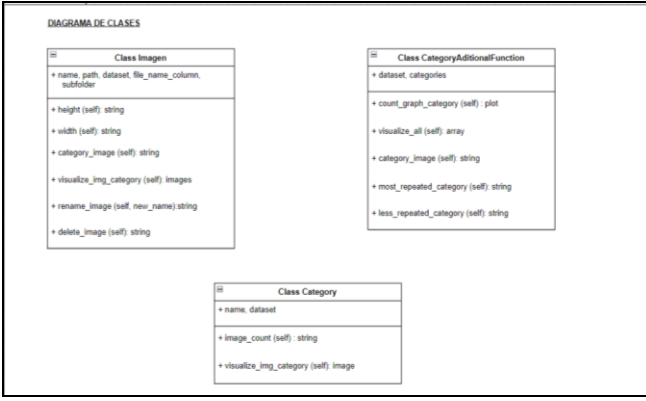 DIAGRAMA DE CLASES
Class Imagen
+ name, path, dataset, file_name_column,
subfolder
+ height (self): string
+ width (self): string
+ category_image (self): string
+ visualize_img_category (self): images
+ rename_image (self, new_name):string
+ delete_image (self): string
Class CategoryAditionalFunction
+ dataset, categories
+ count_graph_category (self) : plot
+ visualize_all (self): array
+ category_image (self): string
+ most_repeated_category (self): string
+ less_repeated_category (self): string
Class Category
+ name, dataset
+ image_count (self) : string
+ visualize_img_category (self): image